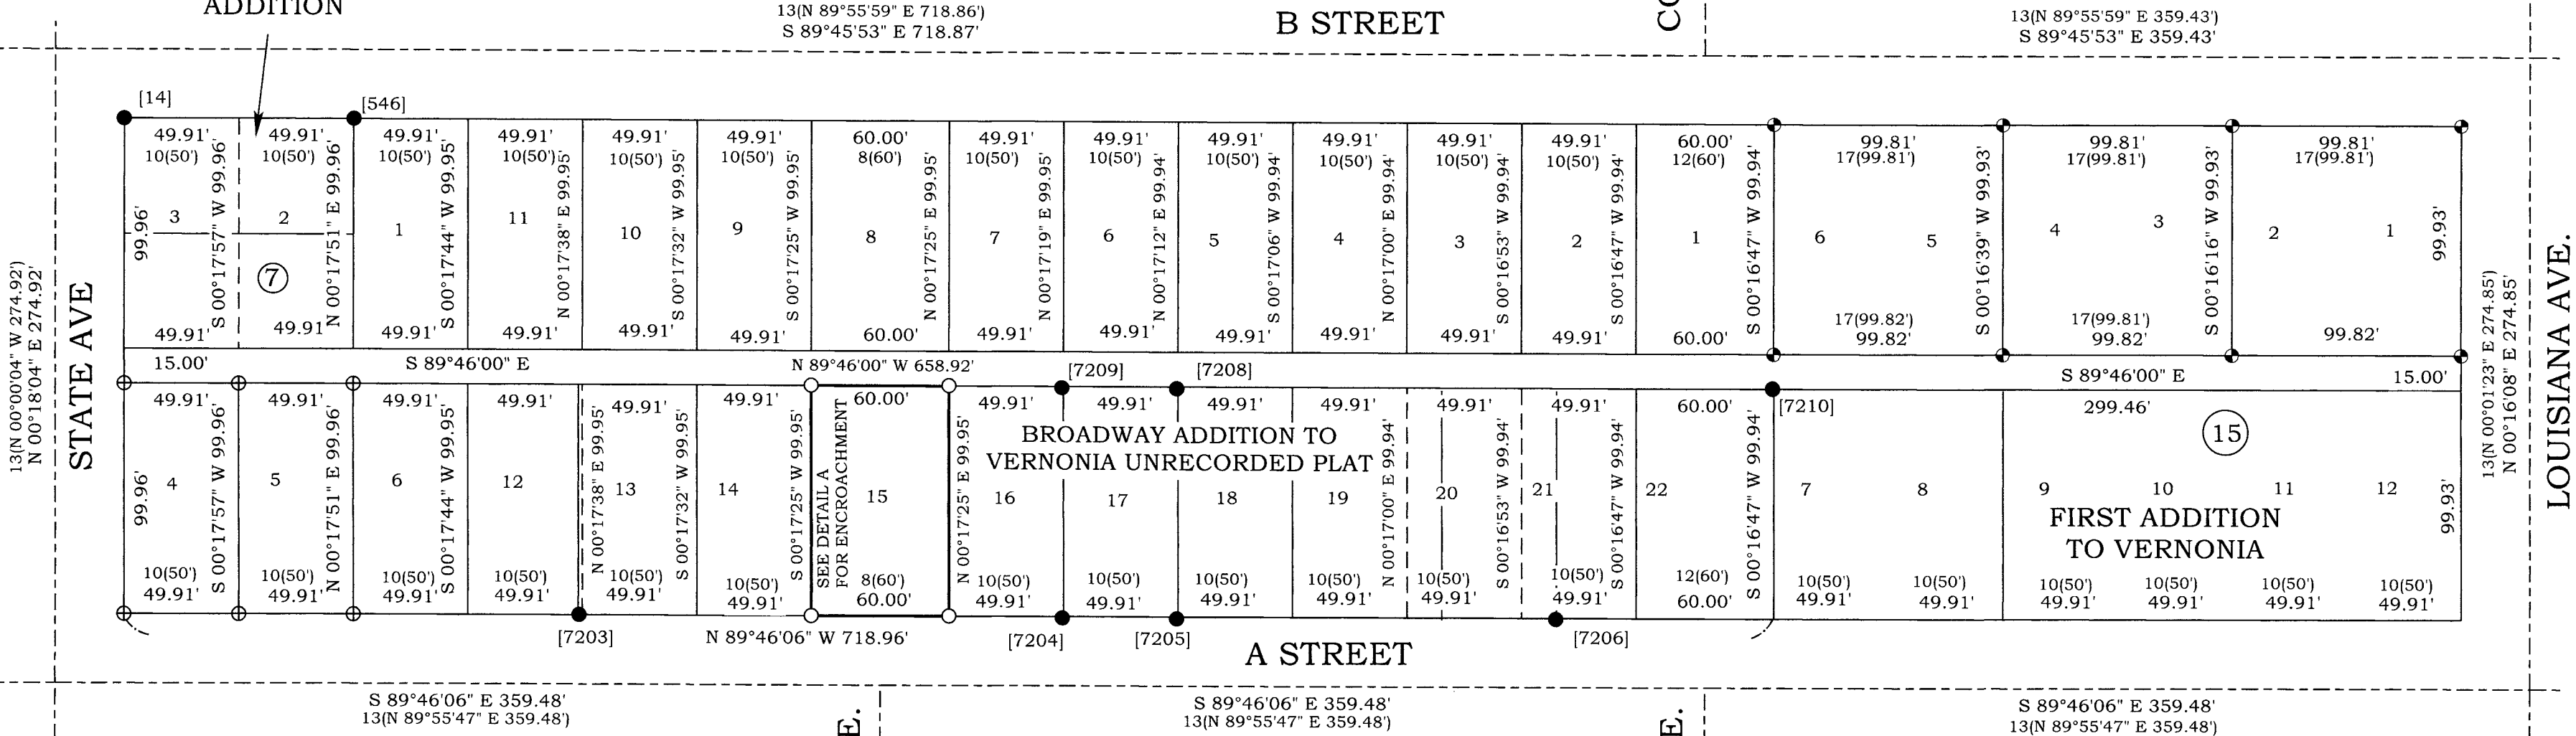 ADDITION
13(N 89°55'59" E 718.86')
S 89°45'53" E 718.87'
B STREET
CO
13(N 89°55'59" E 359.43')
S 89°45'53" E 359.43'
[14]
[546]
49.91' 49.91' 49.91' 49.91' 49.91' 49.91' 60.00' 49.91' 49.91' 49.91' 49.91' 49.91' 49.91' 60.00' 99.81' 99.81' 99.81'
10(50') 10(50') 10(50') 10(50') 10(50') 10(50') 8(60') 10(50') 10(50') 10(50') 10(50') 10(50') 10(50') 12(60') 17(99.81') 17(99.81') 17(99.81')
99.96'
S 00°17'57" W 99.96'
N 00°17'51" E 99.96'
S 00°17'44" W 99.95'
N 00°17'38" E 99.95'
S 00°17'32" W 99.95'
S 00°17'25" W 99.95'
N 00°17'25" E 99.95'
N 00°17'19" E 99.95'
N 00°17'12" E 99.94'
S 00°17'06" W 99.94'
N 00°17'00" E 99.94'
S 00°16'53" W 99.94'
S 00°16'47" W 99.94'
S 00°16'47" W 99.94'
S 00°16'39" W 99.93'
S 00°16'16" W 99.93'
99.93'
3 2 1 11 10 9 8 7 6 5 4 3 2 1 6 5 4 3 2 1
7
17(99.82') 17(99.81')
49.91' 49.91' 49.91' 49.91' 49.91' 49.91' 60.00' 49.91' 49.91' 49.91' 49.91' 49.91' 49.91' 60.00' 99.82' 99.82' 99.82'
13(N 00°00'04" W 274.92')
N 00°18'04" E 274.92'
STATE AVE
13(N 00°01'23" E 274.85')
N 00°16'08" E 274.85'
LOUISIANA AVE.
15.00' S 89°46'00" E N 89°46'00" W 658.92' [7209] [7208] S 89°46'00" E 15.00'
[7210]
49.91' 49.91' 49.91' 49.91' 49.91' 49.91' 60.00' 49.91' 49.91' 49.91' 49.91' 49.91' 49.91' 60.00' 299.46'
15
BROADWAY ADDITION TO
VERNONIA UNRECORDED PLAT
99.96'
S 00°17'57" W 99.96'
N 00°17'51" E 99.96'
S 00°17'44" W 99.95'
N 00°17'38" E 99.95'
S 00°17'32" W 99.95'
S 00°17'25" W 99.95'
SEE DETAIL A
FOR ENCROACHMENT
N 00°17'25" E 99.95'
N 00°17'00" E 99.94'
S 00°16'53" W 99.94'
S 00°16'47" W 99.94'
S 00°16'47" W 99.94'
99.93'
4 5 6 12 13 14 15 16 17 18 19 20 21 22 7 8 9 10 11 12
FIRST ADDITION
TO VERNONIA
10(50') 10(50') 10(50') 10(50') 10(50') 8(60') 10(50') 10(50') 10(50') 10(50') 10(50') 10(50') 12(60') 10(50') 10(50') 10(50') 10(50') 10(50') 10(50')
49.91' 49.91' 49.91' 49.91' 49.91' 60.00' 49.91' 49.91' 49.91' 49.91' 49.91' 49.91' 60.00' 49.91' 49.91' 49.91' 49.91' 49.91' 49.91'
[7203] N 89°46'06" W 718.96' [7204] [7205] [7206]
A STREET
S 89°46'06" E 359.48'
13(N 89°55'47" E 359.48')
E.
S 89°46'06" E 359.48'
13(N 89°55'47" E 359.48')
E.
S 89°46'06" E 359.48'
13(N 89°55'47" E 359.48')